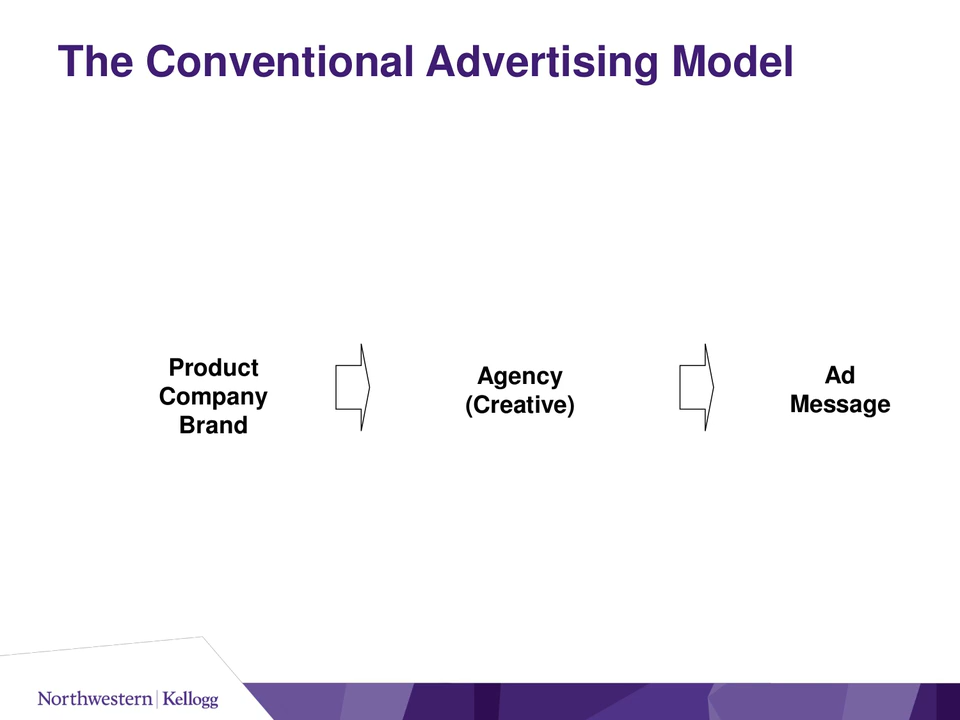 The Conventional Advertising Model
Product
Company
Brand
Agency
(Creative)
Ad
Message
Northwestern | Kellogg